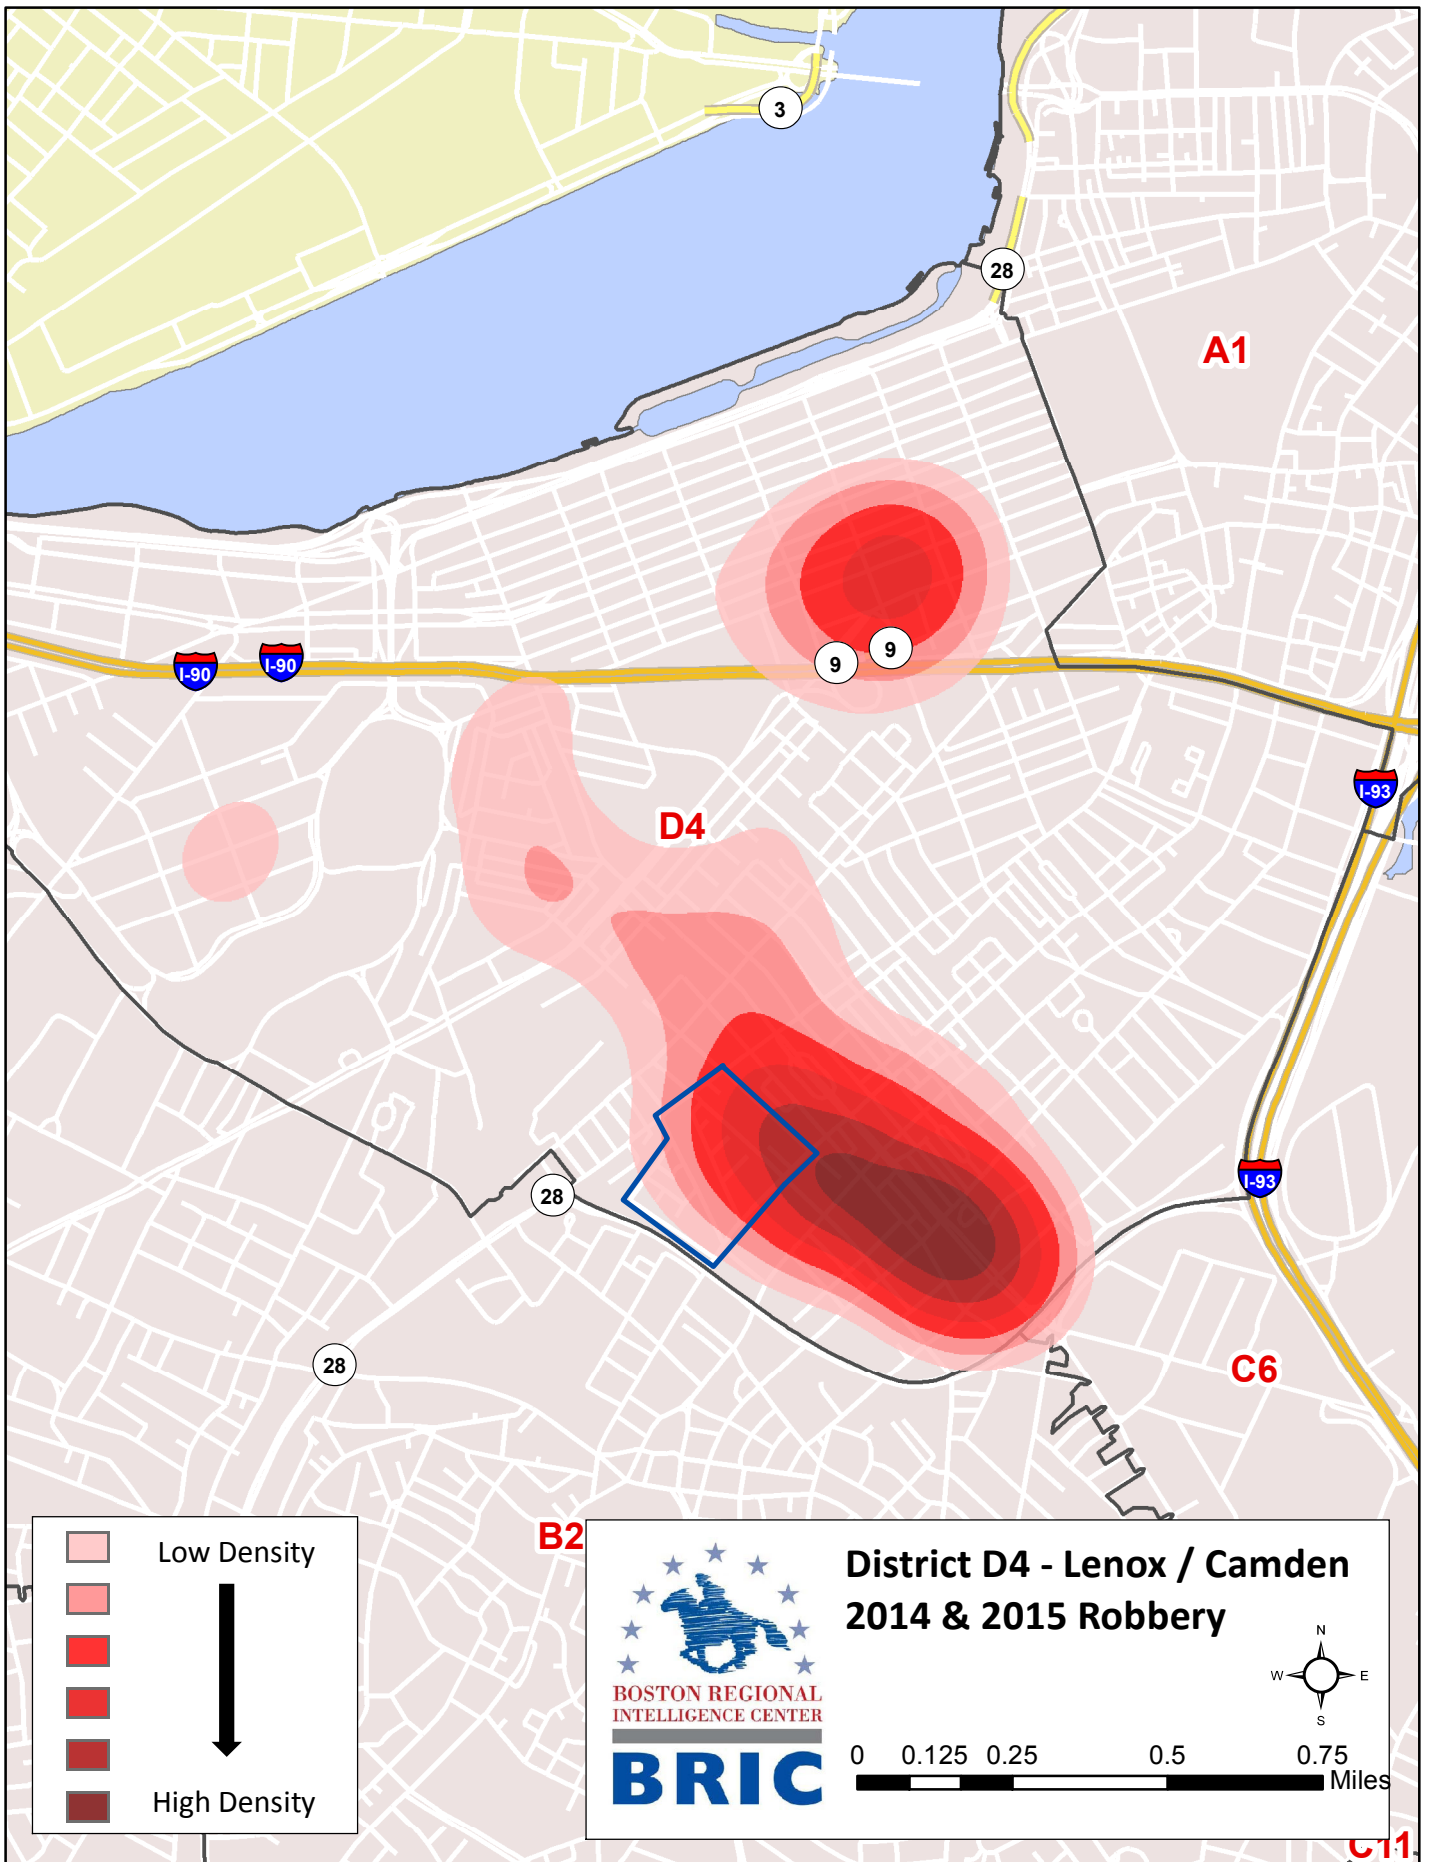 3
28
A1
9
9
I-90
I-90
I-93
D4
I-93
28
28
C6
B2
Low Density
High Density
District D4 - Lenox / Camden
2014 & 2015 Robbery
N
W
E
S
BOSTON REGIONAL
INTELLIGENCE CENTER
BRIC
0 0.125 0.25 0.5 0.75
Miles
C11